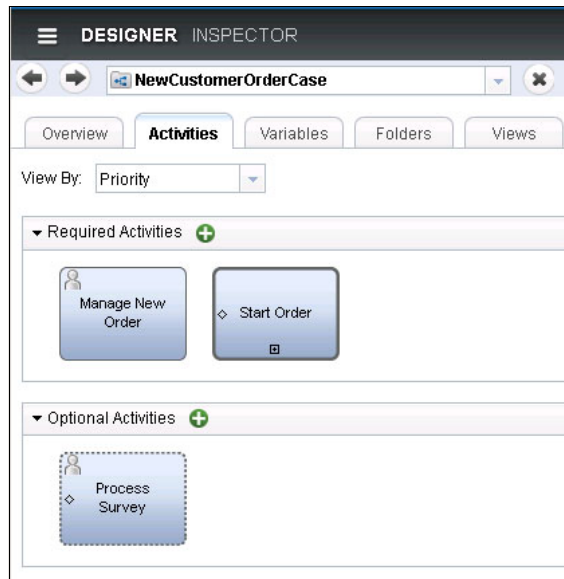 DESIGNER INSPECTOR
NewCustomerOrderCase
Overview Activities Variables Folders Views
View By: Priority
Required Activities
Manage New
Order
Start Order
Optional Activities
Process
Survey